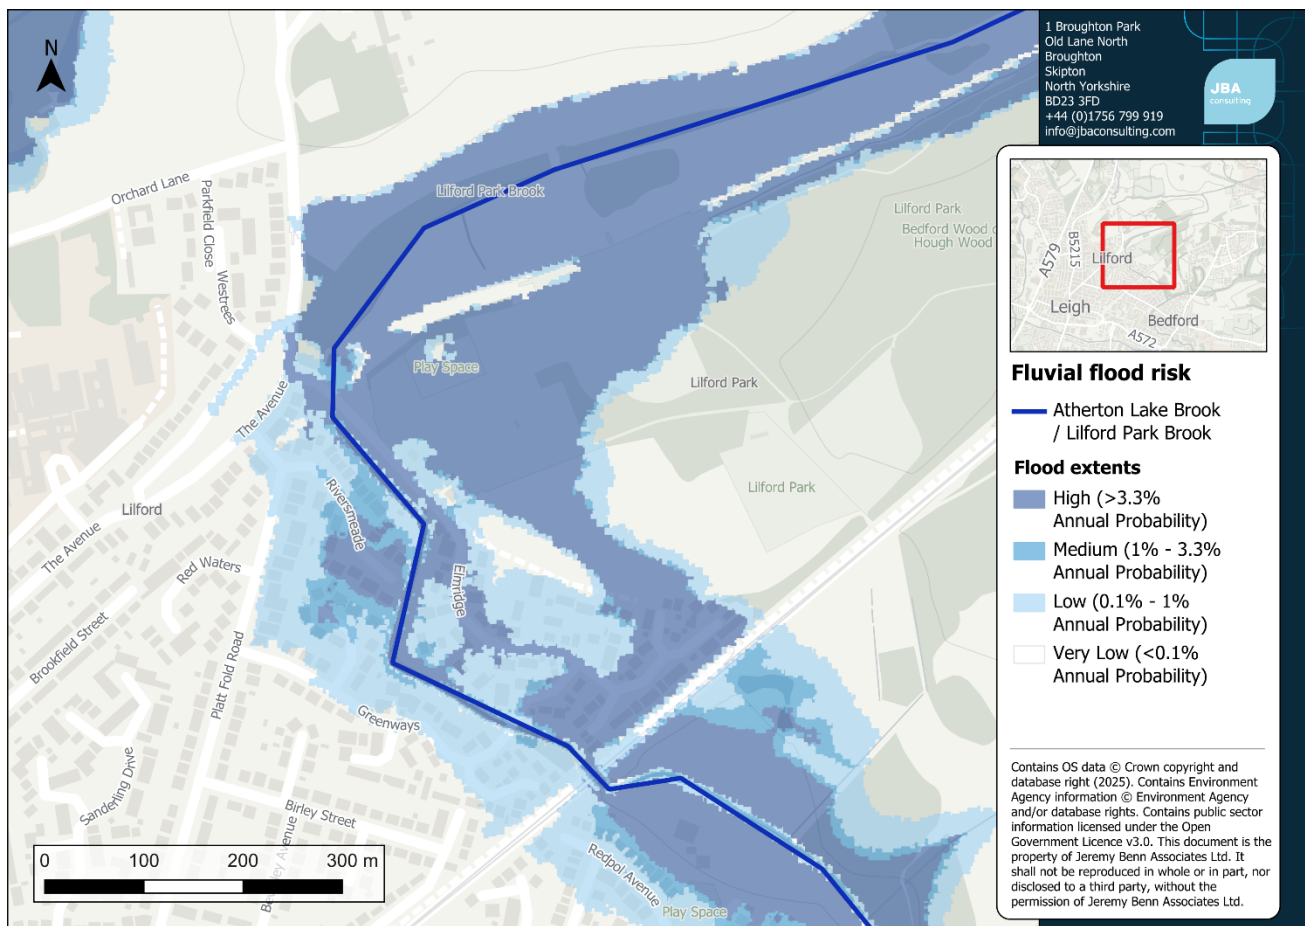 N
Orchard Lane
Parkfield Close
Westrees
Lilford Park Brook
Lilford Park
Bedford Wood o
Hough Wood
Play Space
Lilford Park
The Avenue
Lilford Park
Riversmeade
Lilford
The Avenue
Red Waters
Elmridge
Brookfield Street
Platt Fold Road
Greenways
Sanderling Drive
Birley Street
Redpol Avenue
Play Space
0 100 200 300 m
1 Broughton Park
Old Lane North
Broughton
Skipton
North Yorkshire
BD23 3FD
+44 (0)1756 799 919
info@jbaconsulting.com
JBA
consulting
A579
B5215
Lilford
Leigh
Bedford
A572
Fluvial flood risk
Atherton Lake Brook
/ Lilford Park Brook
Flood extents
High (>3.3%
Annual Probability)
Medium (1% - 3.3%
Annual Probability)
Low (0.1% - 1%
Annual Probability)
Very Low (<0.1%
Annual Probability)
Contains OS data © Crown copyright and
database right (2025). Contains Environment
Agency information © Environment Agency
and/or database rights. Contains public sector
information licensed under the Open
Government Licence v3.0. This document is the
property of Jeremy Benn Associates Ltd. It
shall not be reproduced in whole or in part, nor
disclosed to a third party, without the
permission of Jeremy Benn Associates Ltd.